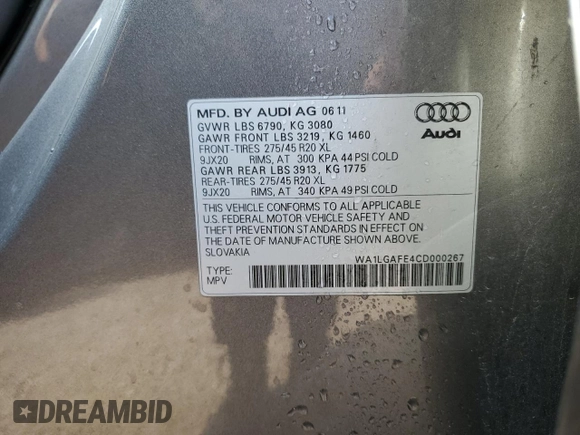 MFD. BY AUDI AG 06 11
GVWR LBS 6790, KG 3080
GAWR FRONT LBS 3219, KG 1460
FRONT-TIRES 275/45 R20 XL
9JX20 RIMS, AT 300 KPA 44 PSI COLD
GAWR REAR LBS 3913, KG 1775
REAR-TIRES 275/45 R20 XL
9JX20 RIMS, AT 340 KPA 49 PSI COLD
Audi
THIS VEHICLE CONFORMS TO ALL APPLICABLE
U.S. FEDERAL MOTOR VEHICLE SAFETY AND
THEFT PREVENTION STANDARDS IN EFFECT ON
THE DATE OF MANUFACTURE SHOWN ABOVE.
SLOVAKIA
WA1LGAFE4CD000267
TYPE:
MPV
DREAMBID